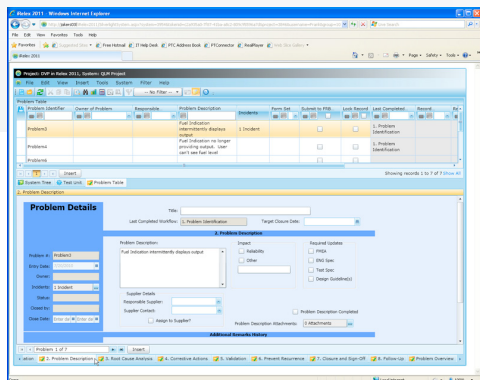 Relex 2011 - Windows Internet Explorer
File Edit View Favorites Tools Help
Favorites Suggested Sites Free Hotmail IT Help Desk PTC Address Book PTConnector RealPlayer Web Slice Gallery
Relex 2011
Page Safety Tools
Project: DVP in Relex 2011, System: QLM Project
File Edit View Insert Tools System Filter Help
-- No Filter --
Problem Table
Problem Identifier Owner of Problem Responsible... Problem Description Incidents Form Set Submit to FRB... Lock Record Last Completed... Record...
Problem3 Fuel Indication intermittently displays output 1 Incident 1. Problem Identification
Problem4 Fuel Indication no longer providing output. User can't see fuel level 1. Problem Identification
Problem6
Insert Showing records 1 to 7 of 7 Show All
System Tree Test Unit Problem Table
2. Problem Description
Problem Details
Title:
Last Completed Workflow: 1. Problem Identification Target Closure Date:
2. Problem Description
Problem #: Problem3
Entry Date:
Owner:
Incidents: 1 Incident
Status:
Closed by:
Close Date: Enter dat Enter dat
Problem Description:
Fuel Indication intermittently displays output
Impact
Reliability
Other
Required Updates
FMEA
ENG Spec
Test Spec
Design Guideline(s)
Supplier Details
Responsible Supplier:
Supplier Contact:
Assign to Supplier?
Problem Description Completed
Problem Description Attachments: 0 Attachments
Additional Remarks History
Problem 1 of 7 Insert
ation 2. Problem Description 3. Root Cause Analysis 4. Corrective Actions 5. Validation 6. Prevent Recurrence 7. Closure and Sign-Off 8. Follow-Up Problem Overview